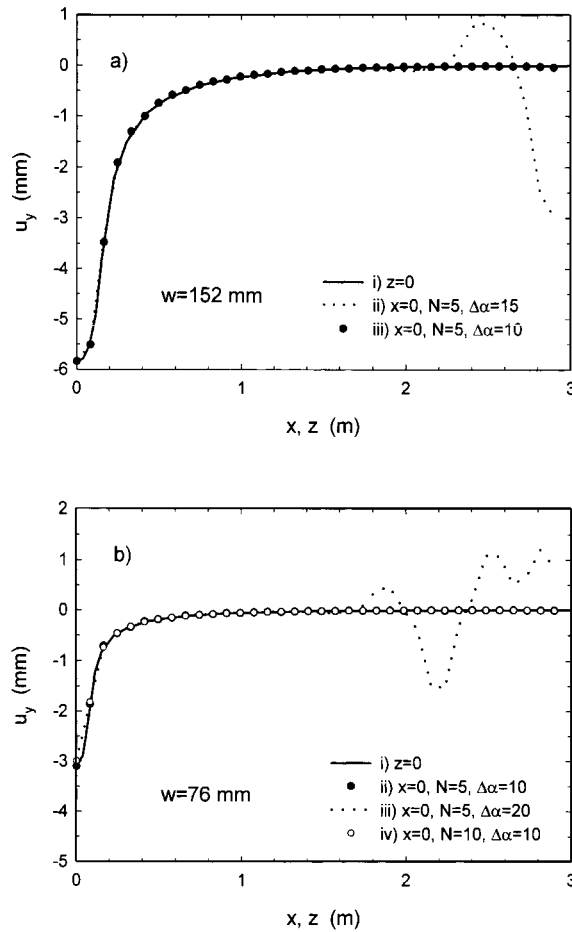 1
0
-1
-2
-3
-4
-5
-6
u_y (mm)
a)
w=152 mm
i) z=0
ii) x=0, N=5, Δα=15
iii) x=0, N=5, Δα=10
0 1 2 3
x, z (m)
2
1
0
-1
-2
-3
-4
-5
u_y (mm)
b)
w=76 mm
i) z=0
ii) x=0, N=5, Δα=10
iii) x=0, N=5, Δα=20
iv) x=0, N=10, Δα=10
0 1 2 3
x, z (m)